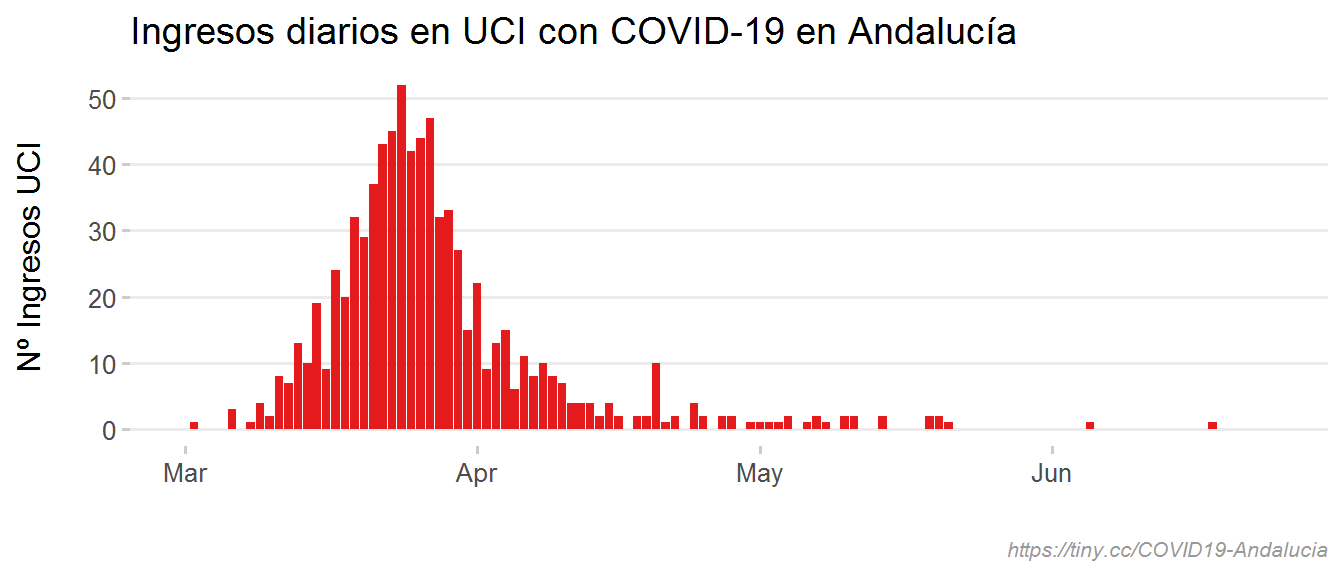 Ingresos diarios en UCI con COVID-19 en Andalucía
Nº Ingresos UCI
50
40
30
20
10
0
Mar Apr May Jun
https://tiny.cc/COVID19-Andalucia